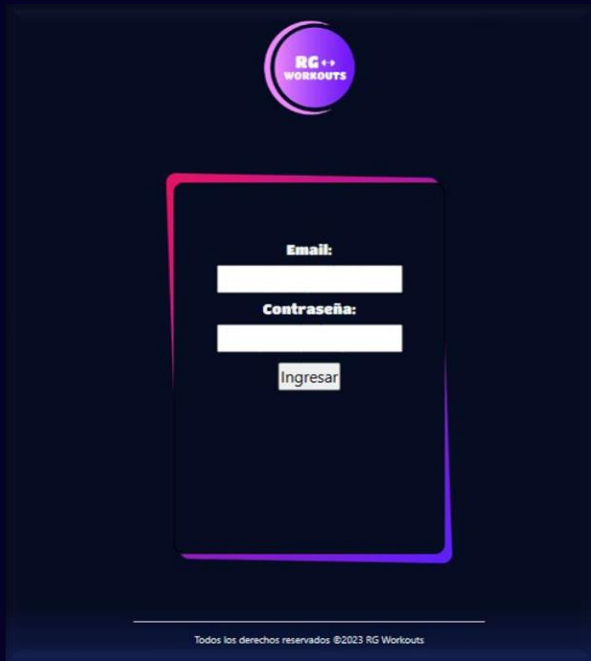 RG
WORKOUTS
Email:
Contraseña:
Ingresar
Todos los derechos reservados ©2023 RG Workouts